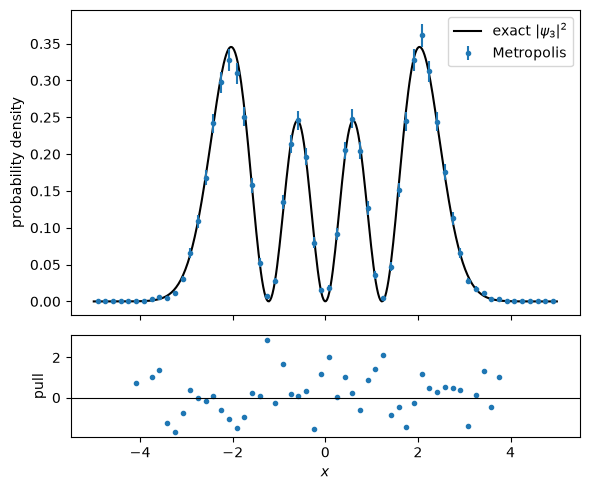 exact |ψ₃|²
Metropolis
probability density
0.35
0.30
0.25
0.20
0.15
0.10
0.05
0.00
pull
2
0
−4 −2 0 2 4
x